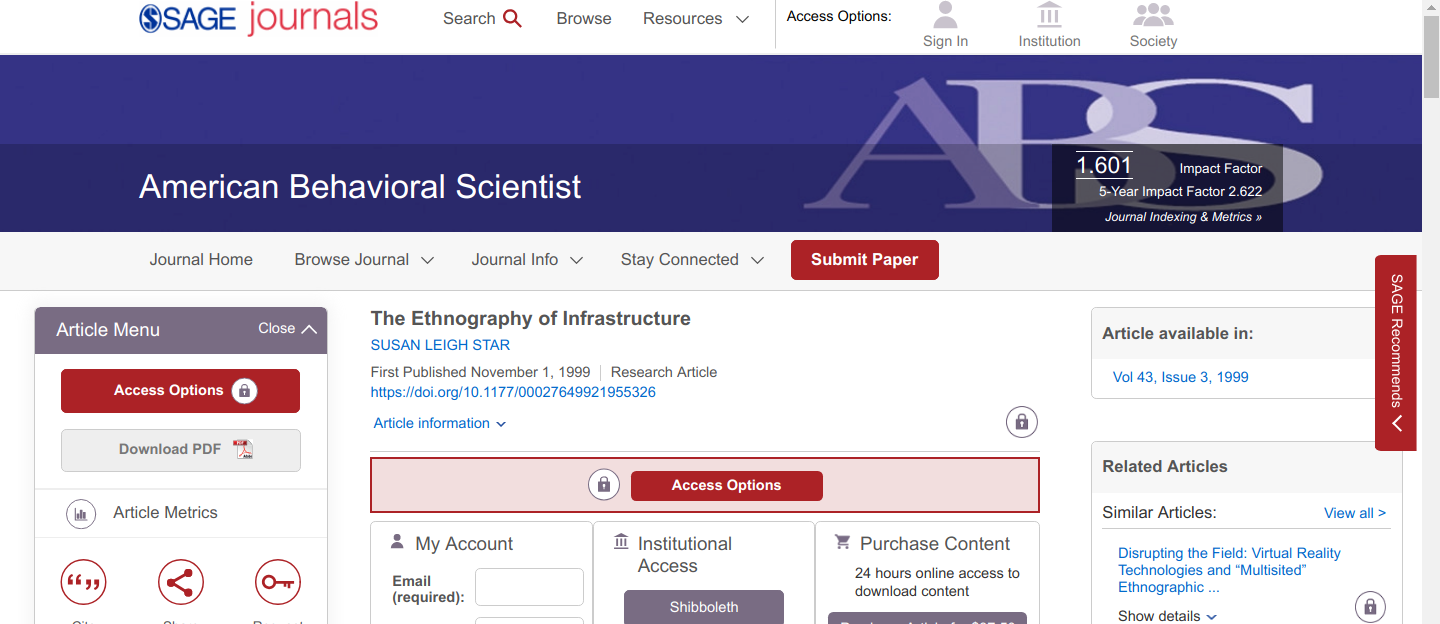 SAGE journals
Search Browse Resources
Access Options:
Sign In Institution Society
ABS
American Behavioral Scientist
1.601 Impact Factor
5-Year Impact Factor 2.622
Journal Indexing & Metrics »
Journal Home Browse Journal Journal Info Stay Connected Submit Paper
SAGE Recommends
Article Menu Close
Access Options
Download PDF
Article Metrics
The Ethnography of Infrastructure
SUSAN LEIGH STAR
First Published November 1, 1999 Research Article
https://doi.org/10.1177/00027649921955326
Article information
Access Options
My Account
Email
(required):
Institutional
Access
Shibboleth
Purchase Content
24 hours online access to
download content
Article available in:
Vol 43, Issue 3, 1999
Related Articles
Similar Articles: View all >
Disrupting the Field: Virtual Reality
Technologies and “Multisited”
Ethnographic ...
Show details